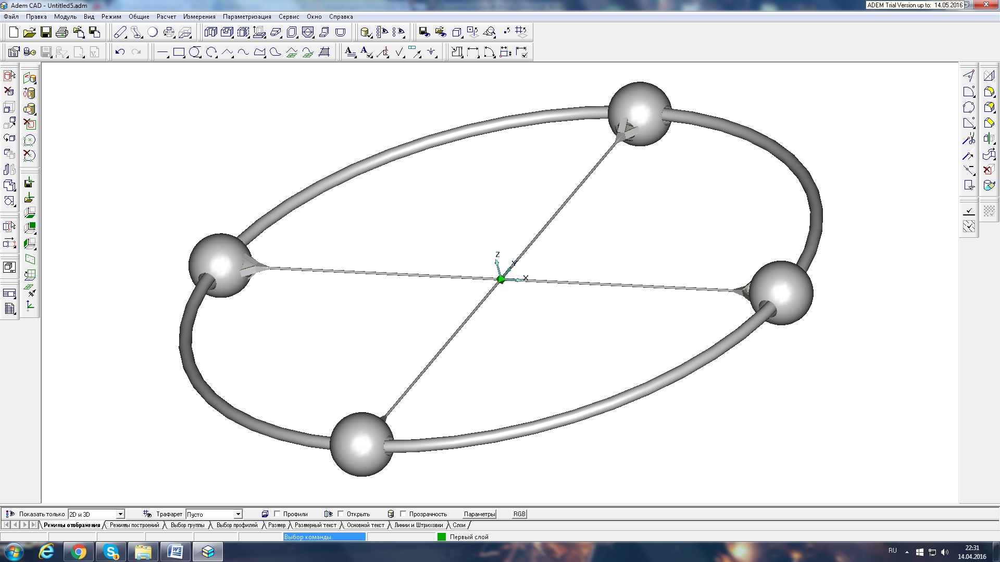 Adem CAD - Untitled5.adm
ADEM Trial Version up to: 14.05.2016
Файл Правка Модуль Вид Режим Общие Расчет Измерения Параметризация Сервис Окно Справка
Z
Y
X
Показать только 2D и 3D Трафарет Пусто Профили Открыть Прозрачность Параметры RGB
Режимы отображения Режимы построений Выбор группы Выбор профилей Размер Размерный текст Основной текст Линии и Штриховки Слои
Выбор команды Первый слой
RU 22:31
14.04.2016